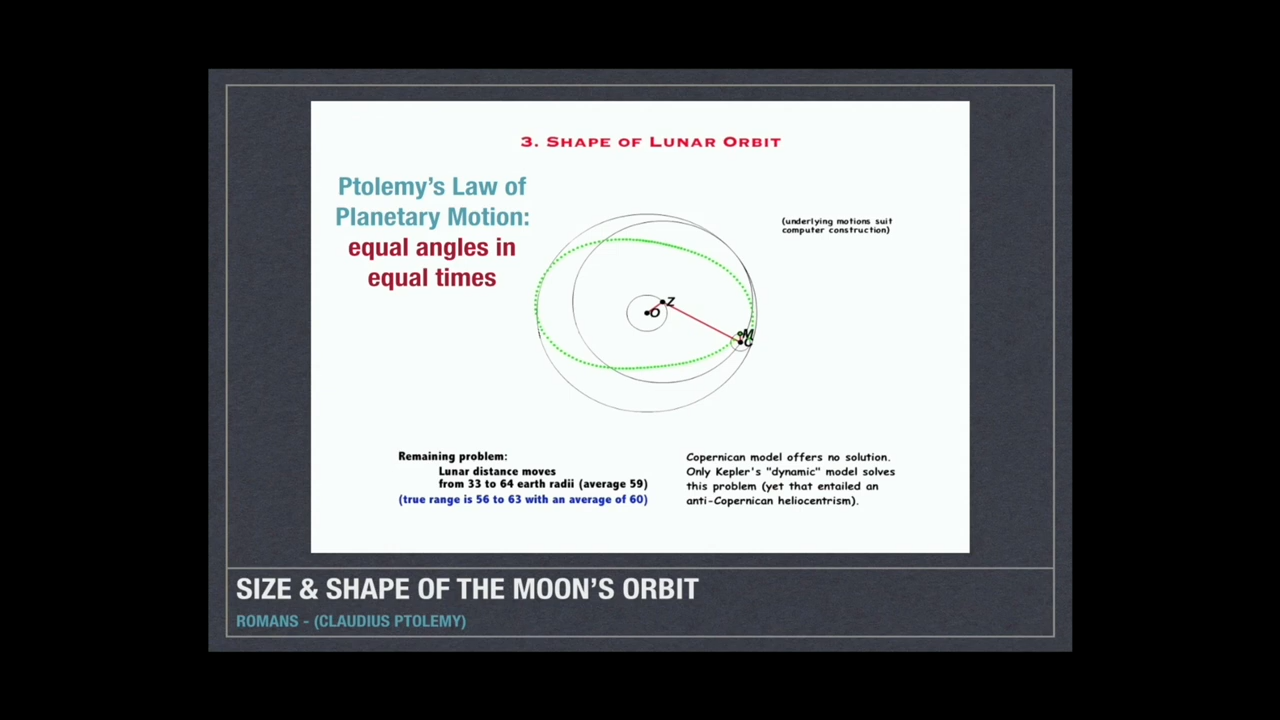 3. SHAPE OF LUNAR ORBIT
Ptolemy's Law of
Planetary Motion:
equal angles in
equal times
(underlying motions suit
computer construction)
Z
O
M
C
Remaining problem:
Lunar distance moves
from 33 to 64 earth radii (average 59)
(true range is 56 to 63 with an average of 60)
Copernican model offers no solution.
Only Kepler's "dynamic" model solves
this problem (yet that entailed an
anti-Copernican heliocentrism).
SIZE & SHAPE OF THE MOON'S ORBIT
ROMANS - (CLAUDIUS PTOLEMY)